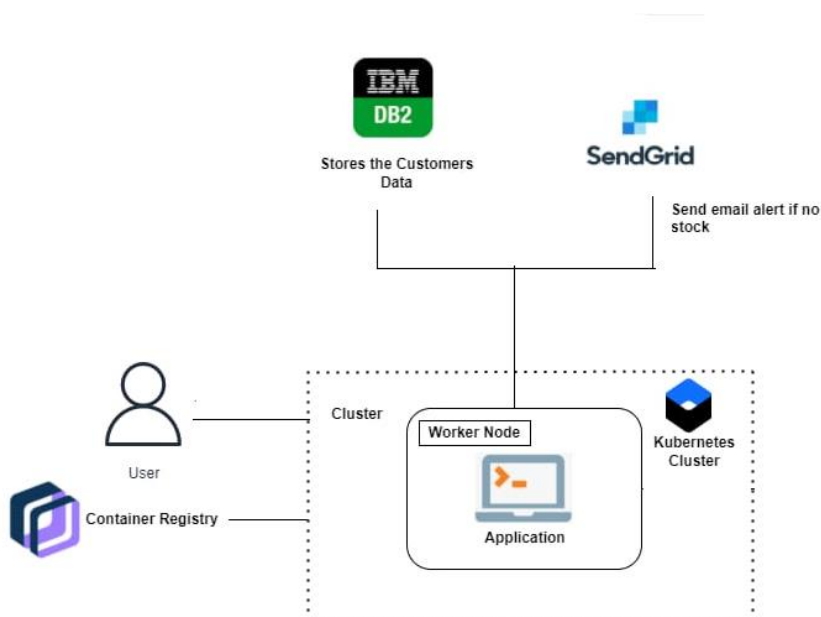 IBM
DB2
Stores the Customers
Data
SendGrid
Send email alert if no
stock
User
Container Registry
Cluster
Worker Node
Application
Kubernetes
Cluster